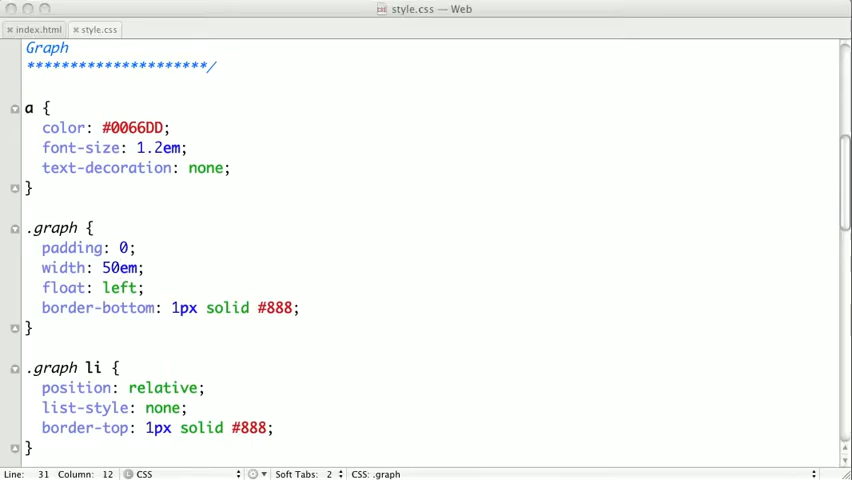 style.css — Web
index.html style.css
Graph
*********************/
a {
color: #0066DD;
font-size: 1.2em;
text-decoration: none;
}
.graph {
padding: 0;
width: 50em;
float: left;
border-bottom: 1px solid #888;
}
.graph li {
position: relative;
list-style: none;
border-top: 1px solid #888;
}
Line: 31 Column: 12 L CSS Soft Tabs: 2 CSS: .graph